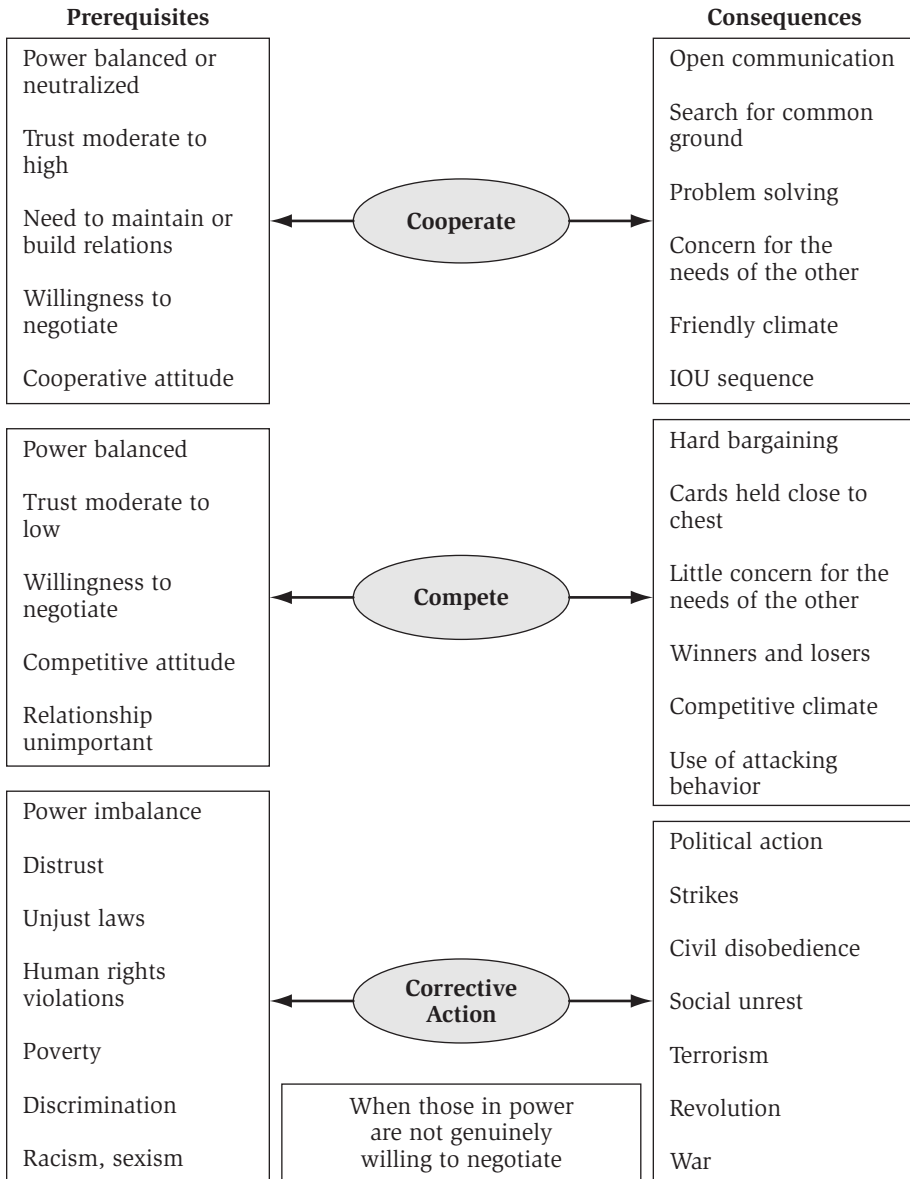 Prerequisites
Consequences
Power balanced or
neutralized
Trust moderate to
high
Need to maintain or
build relations
Willingness to
negotiate
Cooperative attitude
Cooperate
Open communication
Search for common
ground
Problem solving
Concern for the
needs of the other
Friendly climate
IOU sequence
Power balanced
Trust moderate to
low
Willingness to
negotiate
Competitive attitude
Relationship
unimportant
Compete
Hard bargaining
Cards held close to
chest
Little concern for the
needs of the other
Winners and losers
Competitive climate
Use of attacking
behavior
Power imbalance
Distrust
Unjust laws
Human rights
violations
Poverty
Discrimination
Racism, sexism
Corrective
Action
When those in power
are not genuinely
willing to negotiate
Political action
Strikes
Civil disobedience
Social unrest
Terrorism
Revolution
War